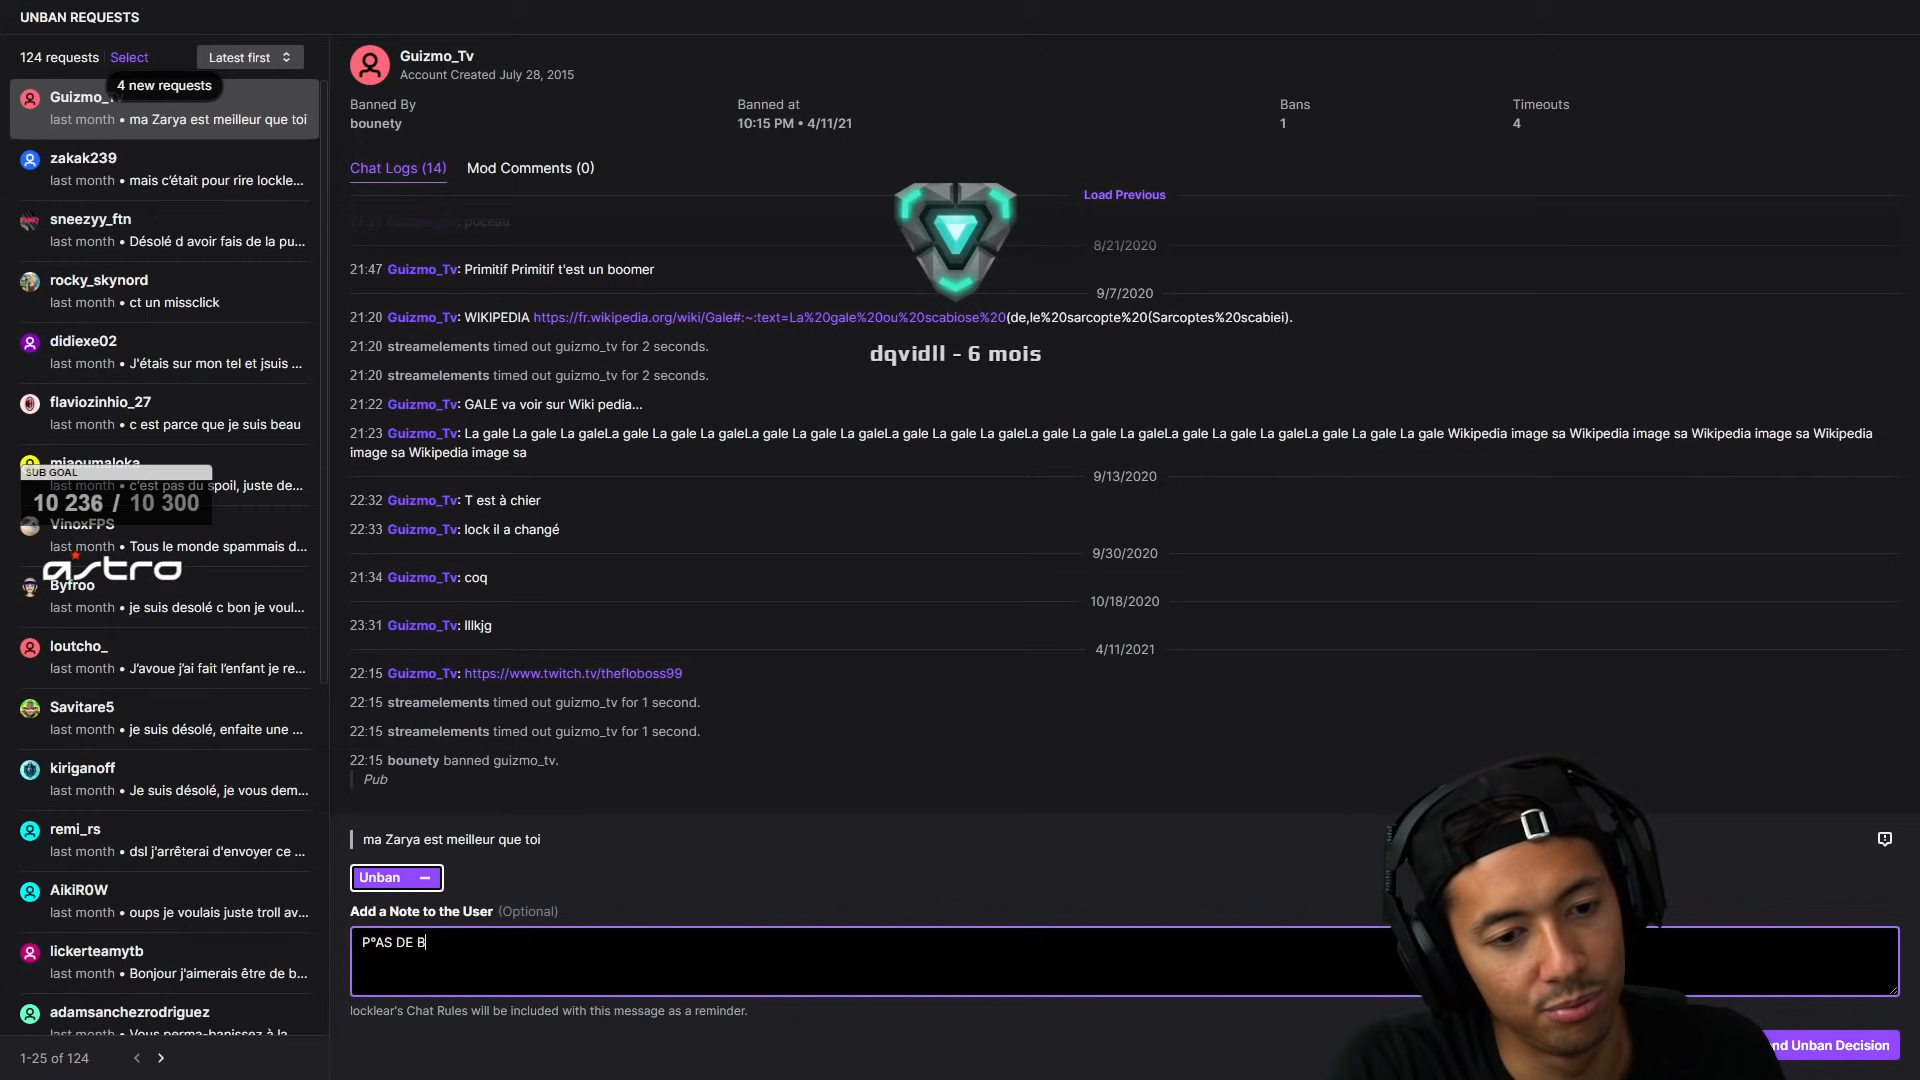 UNBAN REQUESTS
124 requests
Select
Latest first
4 new requests
Guizmo_T
last month • ma Zarya est meilleur que toi
zakak239
last month • mais c'était pour rire lockle...
sneezyy_ftn
last month • Désolé d avoir fais de la pu...
rocky_skynord
last month • ct un missclick
didiexe02
last month • J'étais sur mon tel et jsuis ...
flaviozinhio_27
last month • c est parce que je suis beau
miaoumaloka
last month • c'est pas du spoil, juste de...
SUB GOAL
10 236 / 10 300
VinoxFPS
last month • Tous le monde spammais d...
astro
Byfroo
last month • je suis desolé c bon je voul...
loutcho_
last month • J'avoue j'ai fait l'enfant je re...
Savitare5
last month • je suis désolé, enfaite une ...
kiriganoff
last month • Je suis désolé, je vous dem...
remi_rs
last month • dsl j'arrêterai d'envoyer ce ...
AikiR0W
last month • oups je voulais juste troll av...
lickerteamytb
last month • Bonjour j'aimerais être de b...
adamsanchezrodriguez
last month • Vous perma-banissez à la
1-25 of 124
Guizmo_Tv
Account Created July 28, 2015
Banned By
bounety
Banned at
10:15 PM • 4/11/21
Bans
1
Timeouts
4
Chat Logs (14)
Mod Comments (0)
Load Previous
21:27 Guizmo_Tv: puceau
8/21/2020
21:47 Guizmo_Tv: Primitif Primitif t'est un boomer
9/7/2020
21:20 Guizmo_Tv: WIKIPEDIA https://fr.wikipedia.org/wiki/Gale#:~:text=La%20gale%20ou%20scabiose%20(de,le%20sarcopte%20(Sarcoptes%20scabiei).
21:20 streamelements timed out guizmo_tv for 2 seconds.
dqvidll - 6 mois
21:20 streamelements timed out guizmo_tv for 2 seconds.
21:22 Guizmo_Tv: GALE va voir sur Wiki pedia...
21:23 Guizmo_Tv: La gale La gale La galeLa gale La gale La galeLa gale La gale La galeLa gale La gale La galeLa gale La gale La galeLa gale La gale La galeLa gale La gale La gale Wikipedia image sa Wikipedia image sa Wikipedia image sa Wikipedia
image sa Wikipedia image sa
9/13/2020
22:32 Guizmo_Tv: T est à chier
22:33 Guizmo_Tv: lock il a changé
9/30/2020
21:34 Guizmo_Tv: coq
10/18/2020
23:31 Guizmo_Tv: lllkjg
4/11/2021
22:15 Guizmo_Tv: https://www.twitch.tv/thefloboss99
22:15 streamelements timed out guizmo_tv for 1 second.
22:15 streamelements timed out guizmo_tv for 1 second.
22:15 bounety banned guizmo_tv.
Pub
ma Zarya est meilleur que toi
Unban
Add a Note to the User (Optional)
P°AS DE B
locklear's Chat Rules will be included with this message as a reminder.
nd Unban Decision